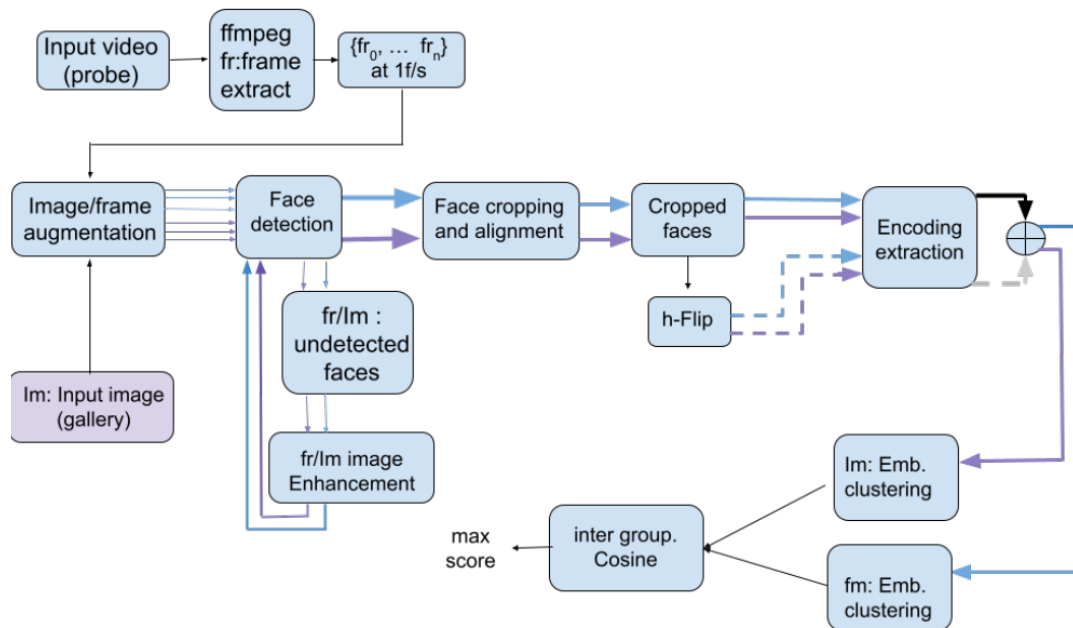 Input video
(probe)
ffmpeg
fr:frame
extract
{fr₀, … frₙ}
at 1f/s
Image/frame
augmentation
Face
detection
Face cropping
and alignment
Cropped
faces
Encoding
extraction
h-Flip
fr/Im :
undetected
faces
Im: Input image
(gallery)
fr/Im image
Enhancement
Im: Emb.
clustering
max
score
inter group.
Cosine
fm: Emb.
clustering